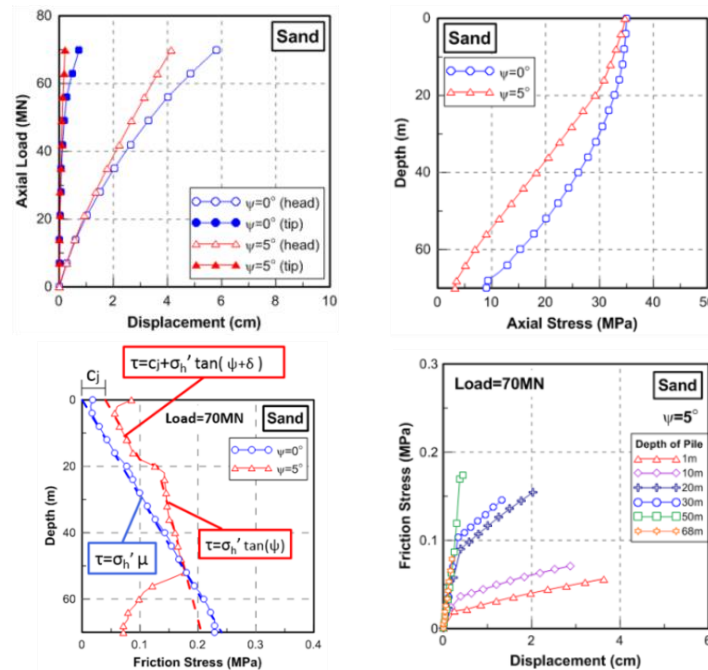 Sand
Axial Load (MN)
80
60
40
20
0
ψ=0° (head)
ψ=0° (tip)
ψ=5° (head)
ψ=5° (tip)
0 2 4 6 8 10
Displacement (cm)
Sand
ψ=0°
ψ=5°
Depth (m)
0
20
40
60
0 10 20 30 40 50
Axial Stress (MPa)
Cj
τ=cj+σh′ tan( ψ+δ)
Load=70MN
Sand
ψ=0°
ψ=5°
Depth (m)
0
20
40
60
τ=σh′ μ
τ=σh′ tan(ψ)
0 0.1 0.2 0.3 0.4
Friction Stress (MPa)
Load=70MN
Sand
ψ=5°
Depth of Pile
1m
10m
20m
30m
50m
68m
Friction Stress (MPa)
0.3
0.2
0.1
0.0
0 2 4 6
Displacement (cm)